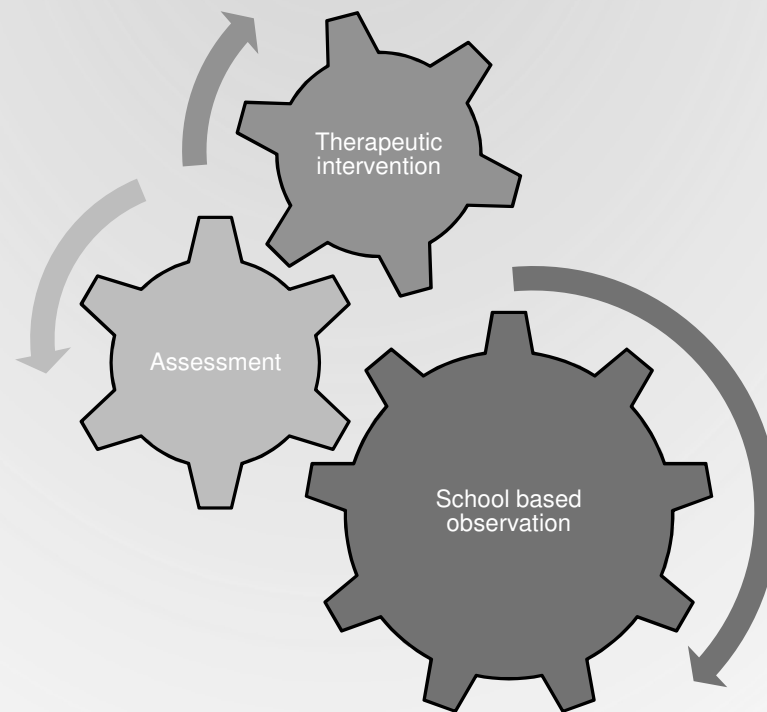 Therapeutic
intervention
Assessment
School based
observation